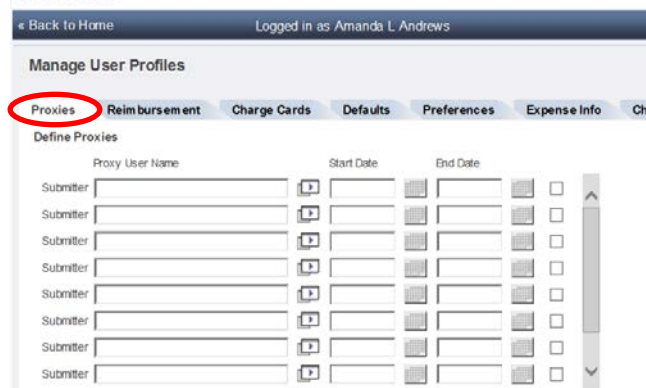 « Back to Home Logged in as Amanda L Andrews
Manage User Profiles
Proxies Reimbursement Charge Cards Defaults Preferences Expense Info Ch
Define Proxies
Proxy User Name Start Date End Date
Submitter
Submitter
Submitter
Submitter
Submitter
Submitter
Submitter
Submitter